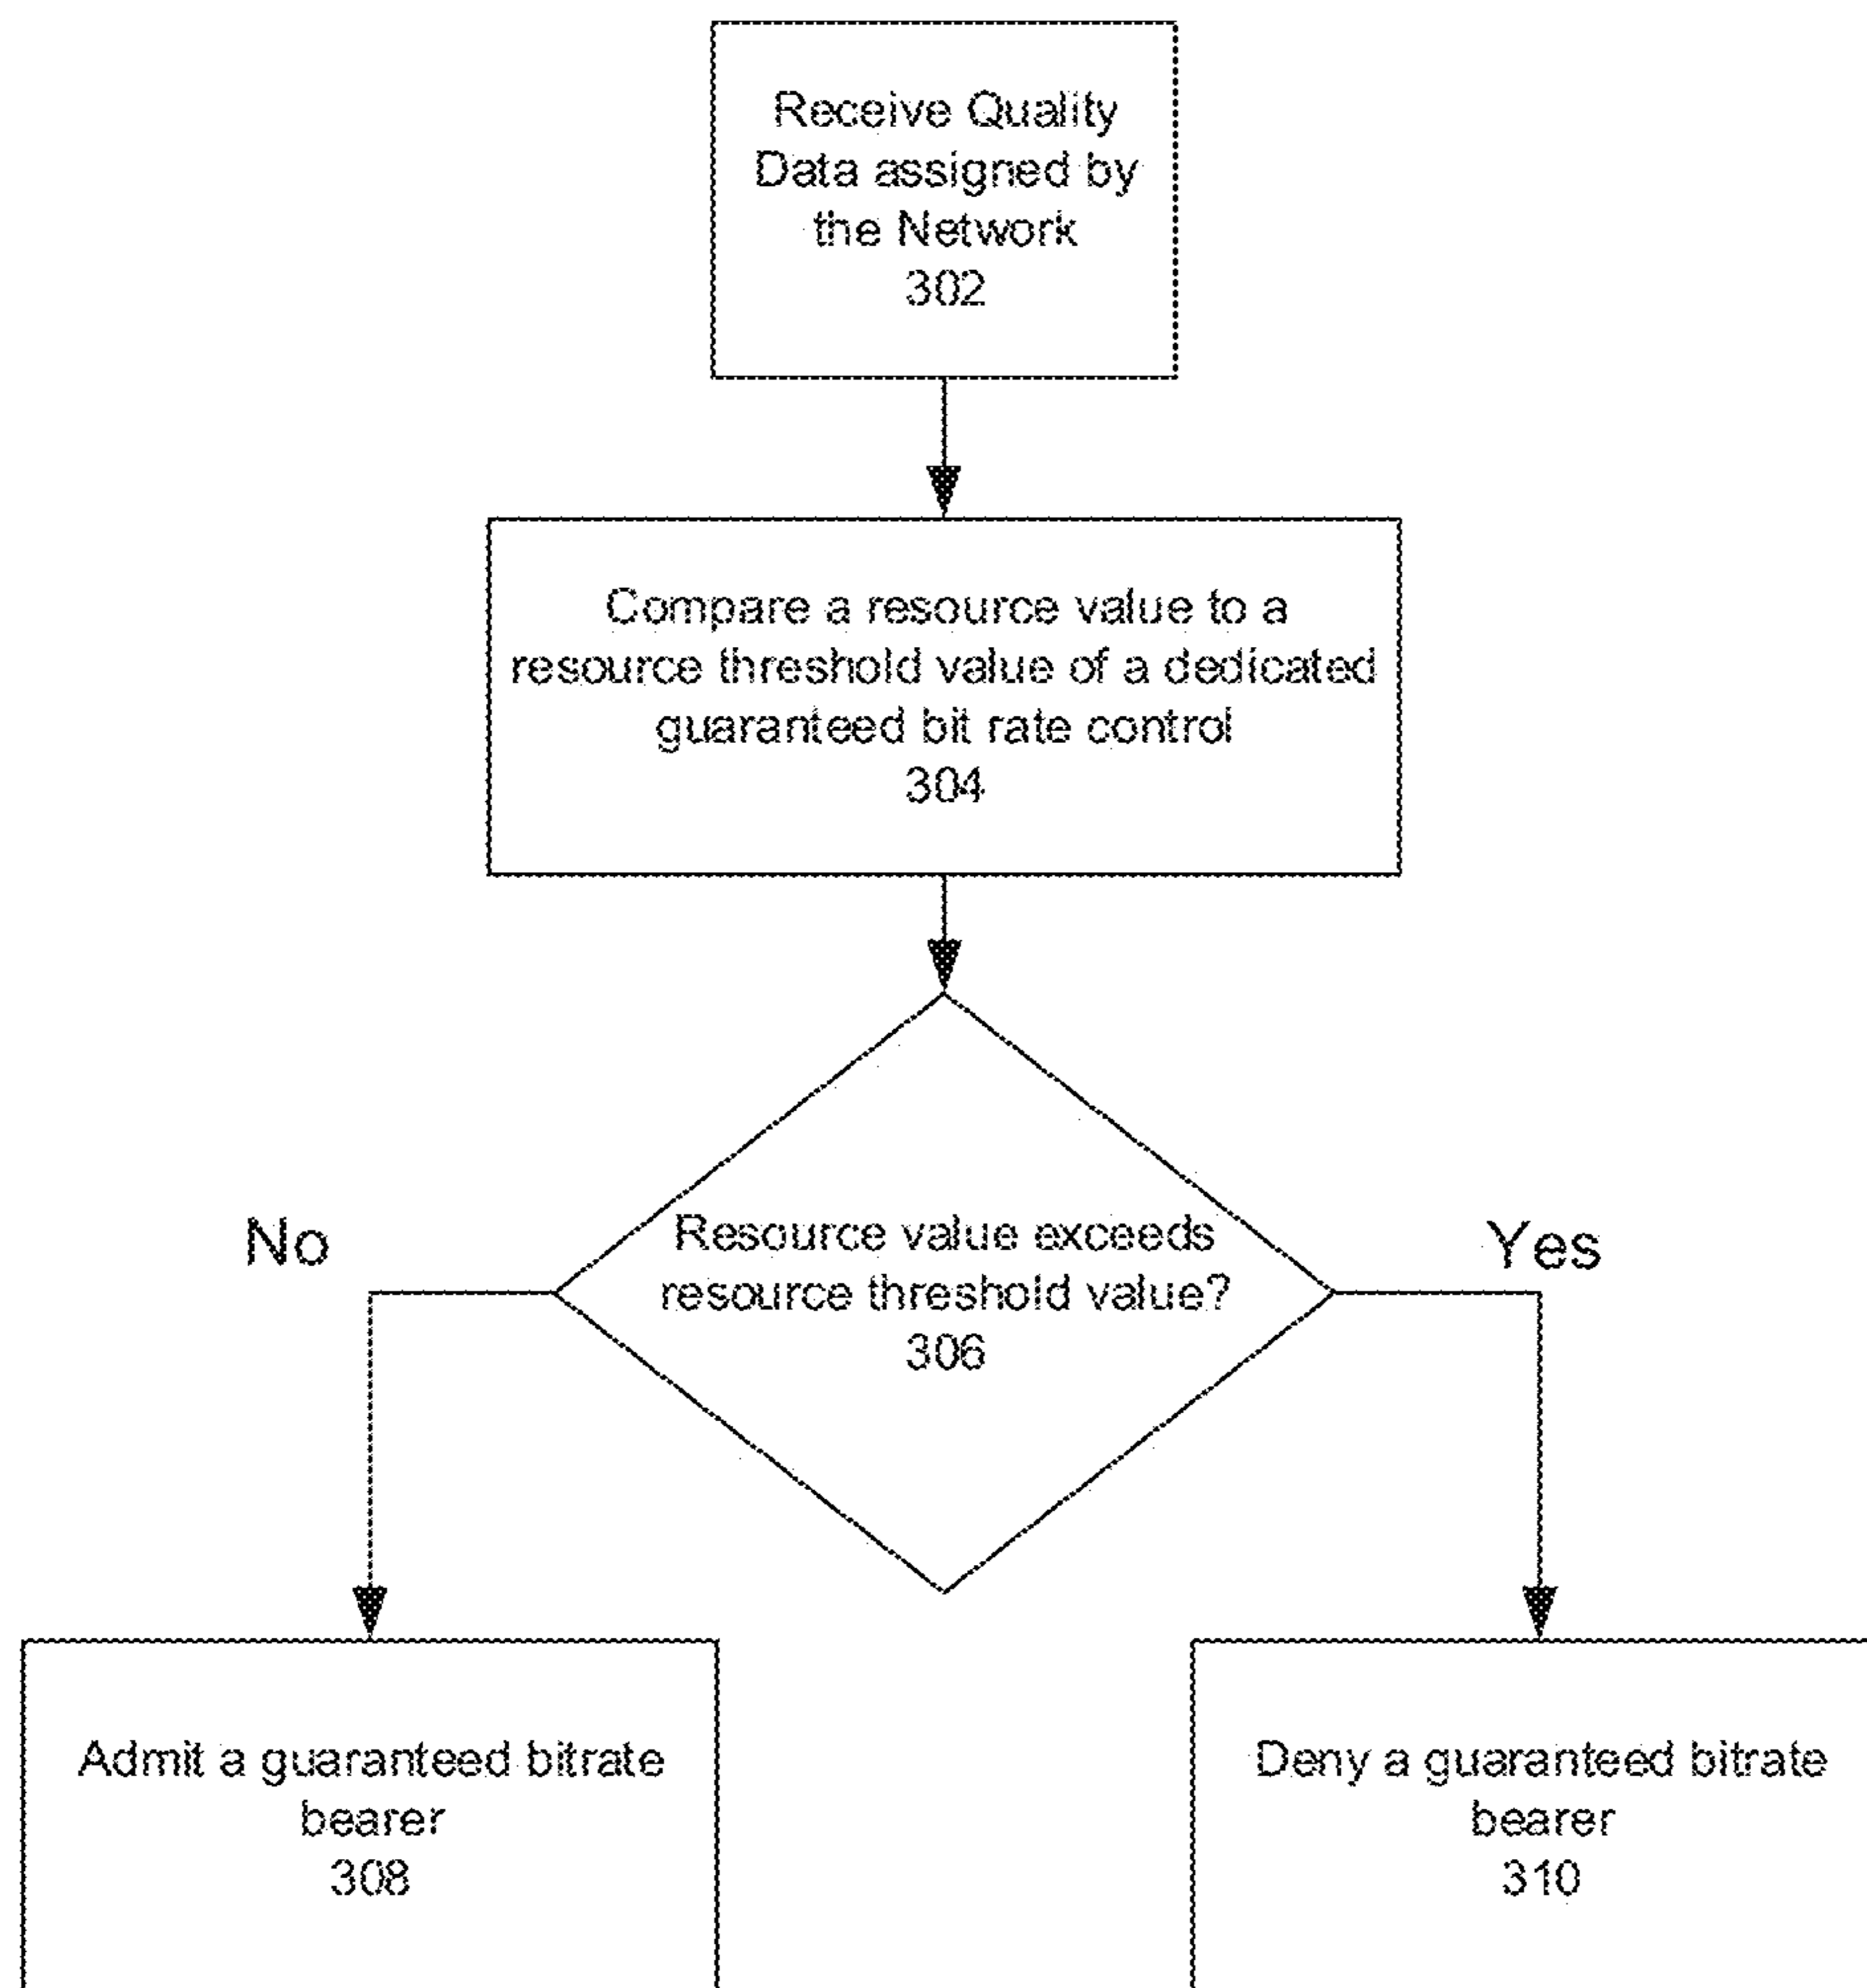 Receive Quality
Data assigned by
the Network
302
Compare a resource value to a
resource threshold value of a dedicated
guaranteed bit rate control
304
Resource value exceeds
resource threshold value?
306
No
Yes
Admit a guaranteed bitrate
bearer
308
Deny a guaranteed bitrate
bearer
310